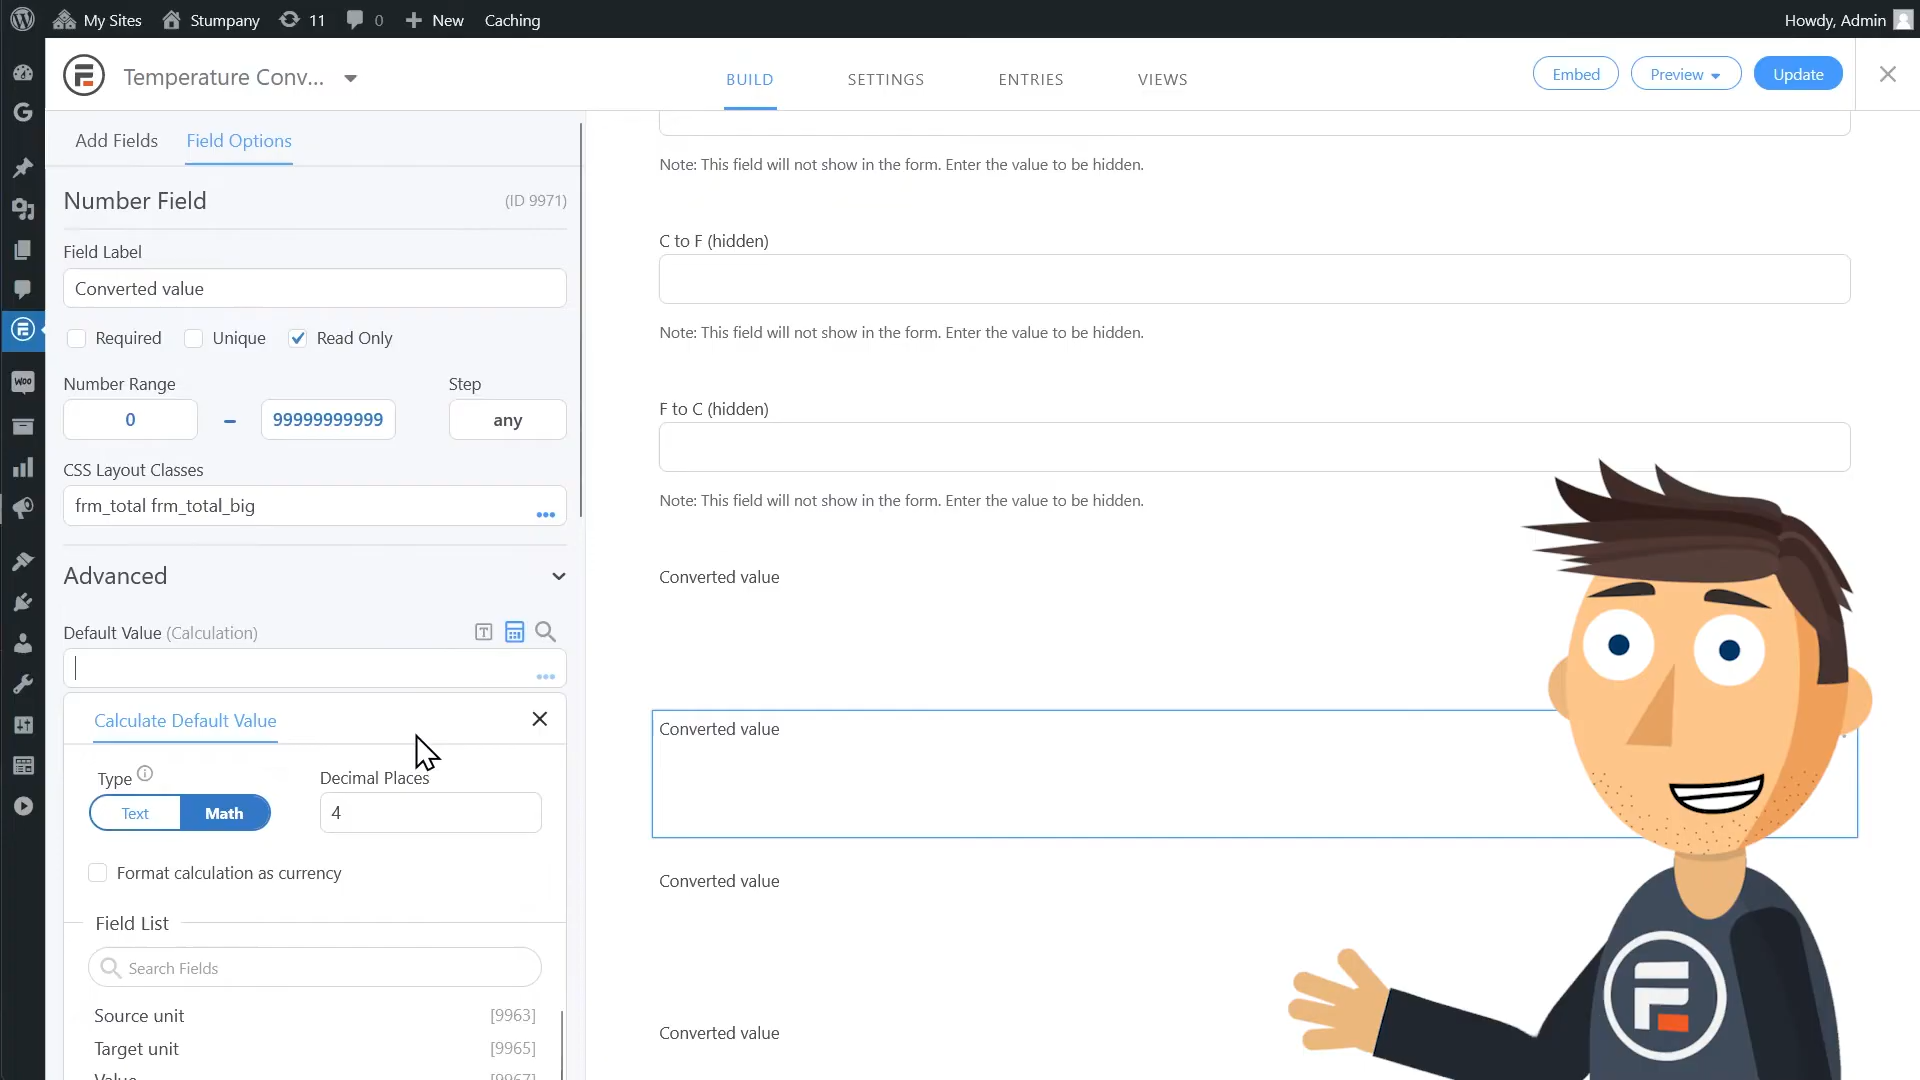 My Sites
Stumpany
11
0
New
Caching
Howdy, Admin
Temperature Conv...
BUILD
SETTINGS
ENTRIES
VIEWS
Embed
Preview
Update
Add Fields
Field Options
Number Field
(ID 9971)
Field Label
Converted value
Required
Unique
Read Only
Number Range
Step
0
–
99999999999
any
CSS Layout Classes
frm_total frm_total_big
Advanced
Default Value (Calculation)
Calculate Default Value
Type
Decimal Places
Text
Math
4
Format calculation as currency
Field List
Search Fields
Source unit
[9963]
Target unit
[9965]
Value
[9967]
Note: This field will not show in the form. Enter the value to be hidden.
C to F (hidden)
Note: This field will not show in the form. Enter the value to be hidden.
F to C (hidden)
Note: This field will not show in the form. Enter the value to be hidden.
Converted value
Converted value
Converted value
Converted value